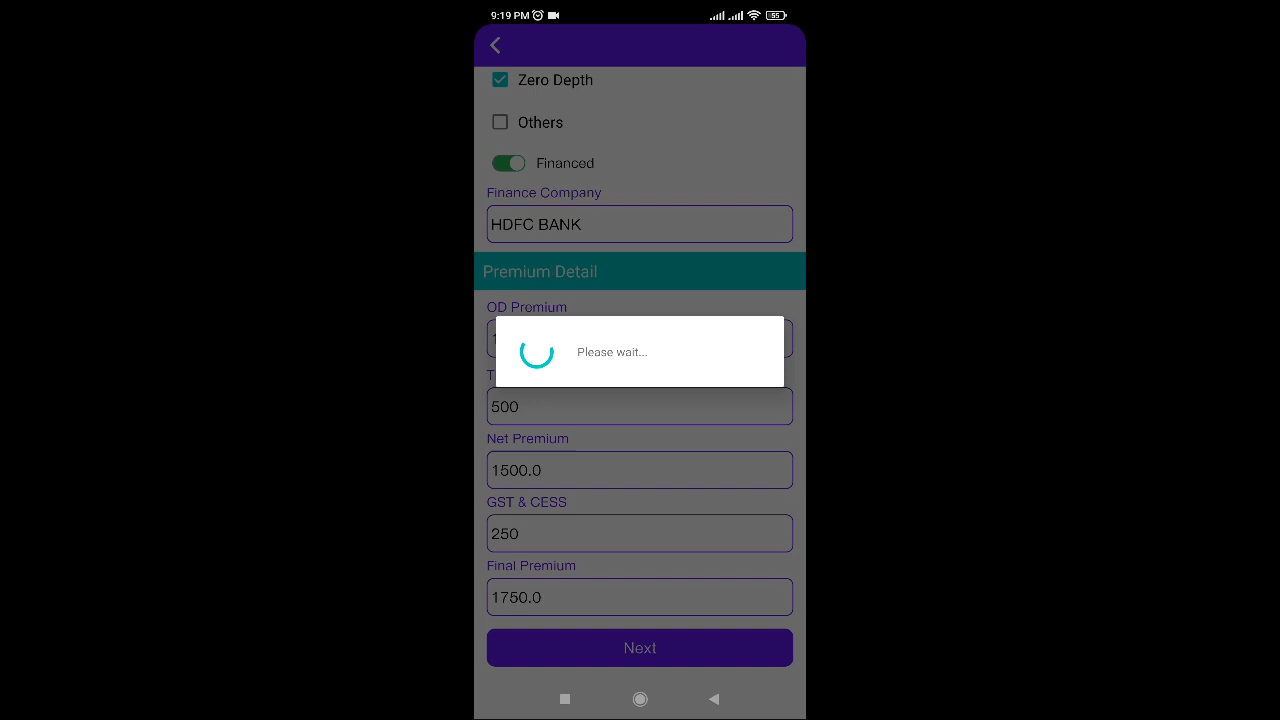 9:19 PM
55
Zero Depth
Others
Financed
Finance Company
HDFC BANK
Premium Detail
OD Premium
Please wait...
500
Net Premium
1500.0
GST & CESS
250
Final Premium
1750.0
Next